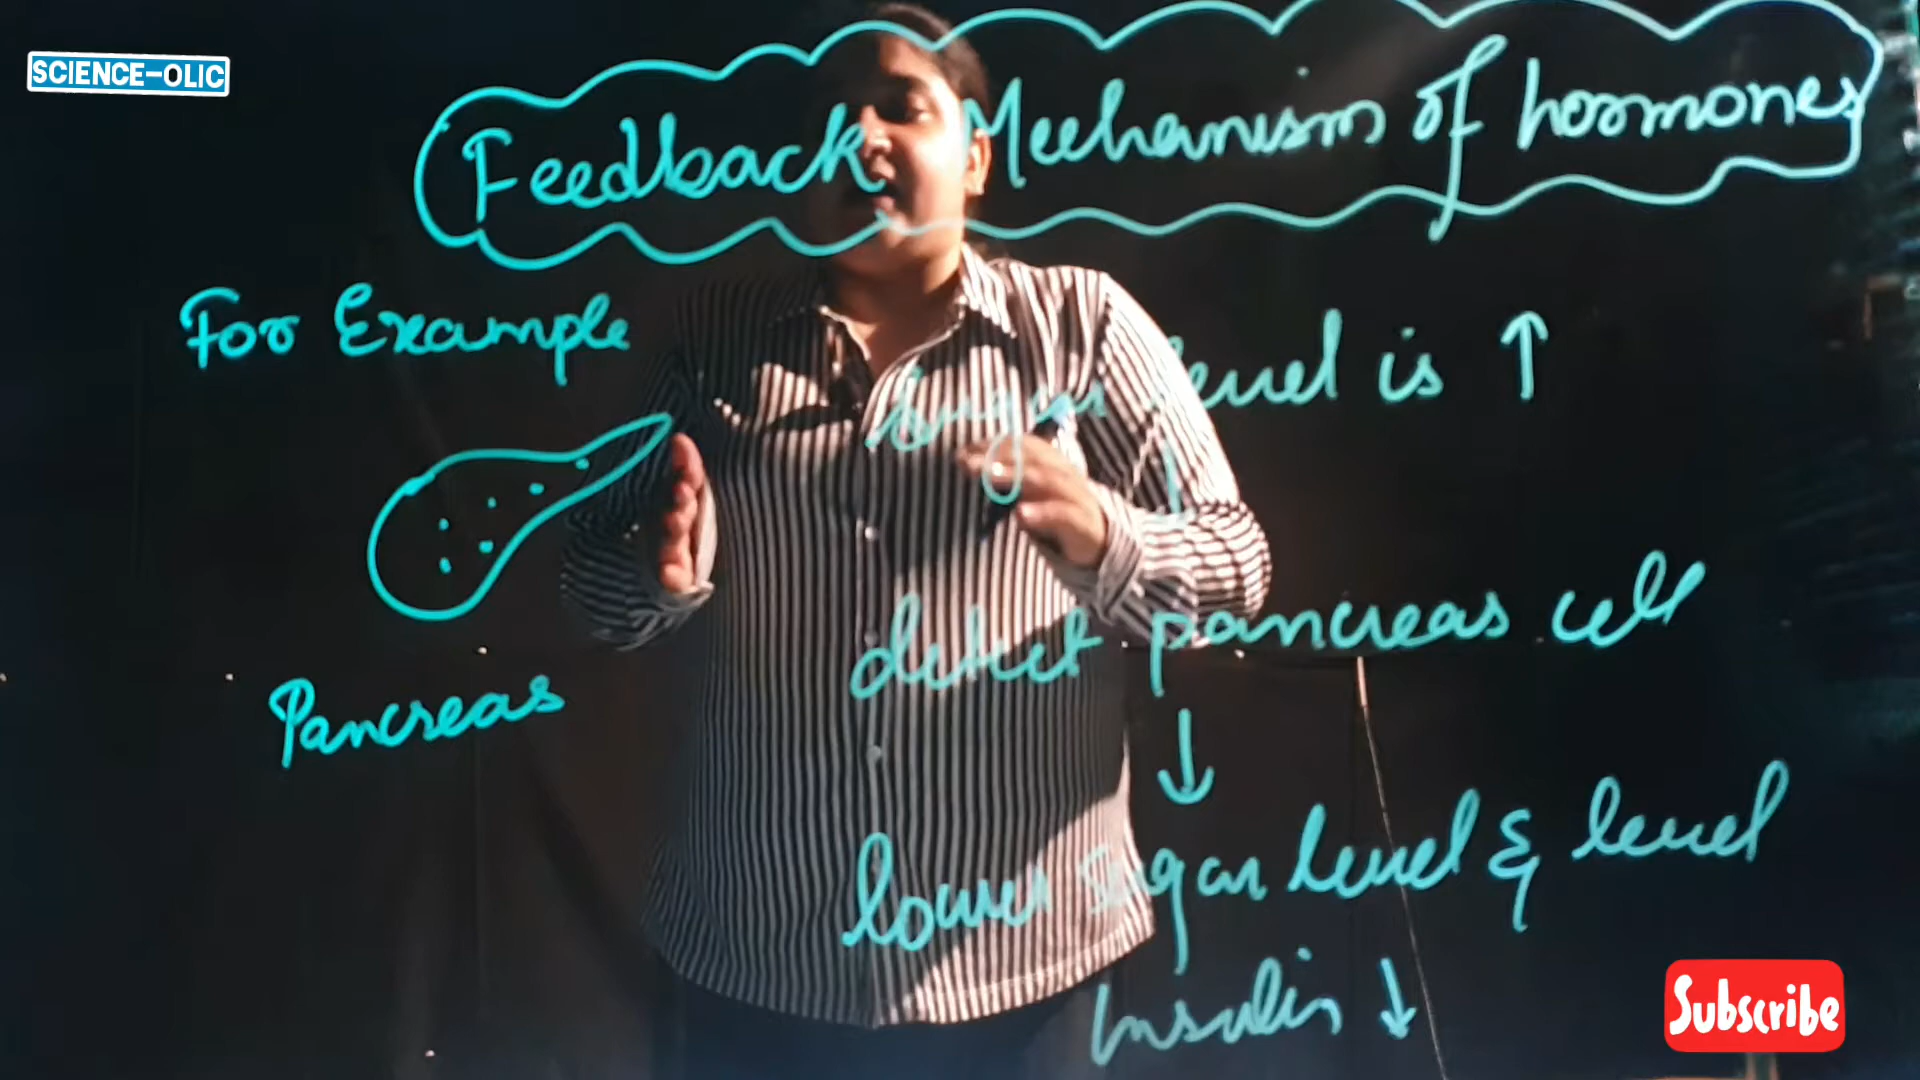 SCIENCE-OLIC
Feedback Mechanism of hormones
For Example
Sugar level is ↑
↓
detect pancreas cell
Pancreas
↓
lower sugar level & level
Insulin ↓
Subscribe